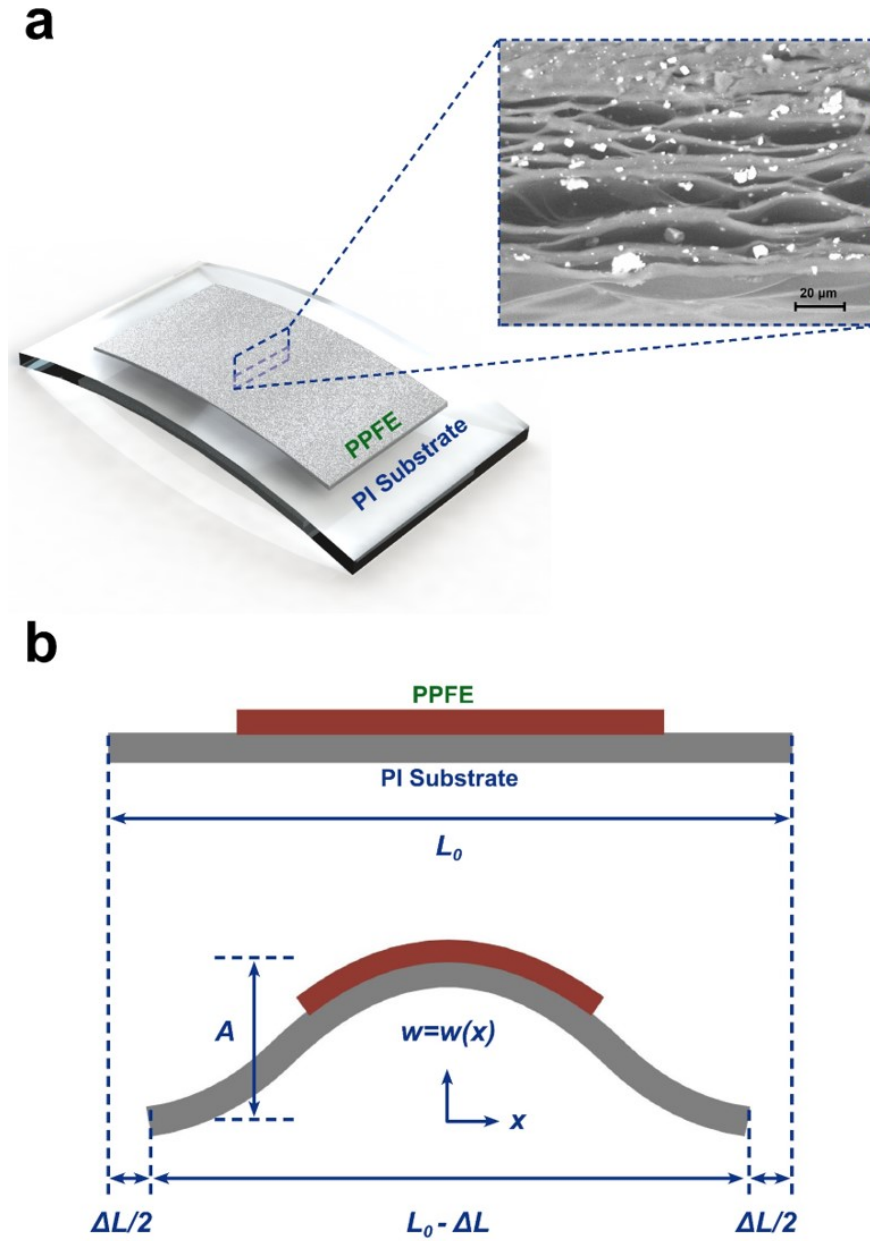 a
20 µm
PPFE
PI Substrate
b
PPFE
PI Substrate
L₀
A
w=w(x)
x
ΔL/2
L₀ - ΔL
ΔL/2